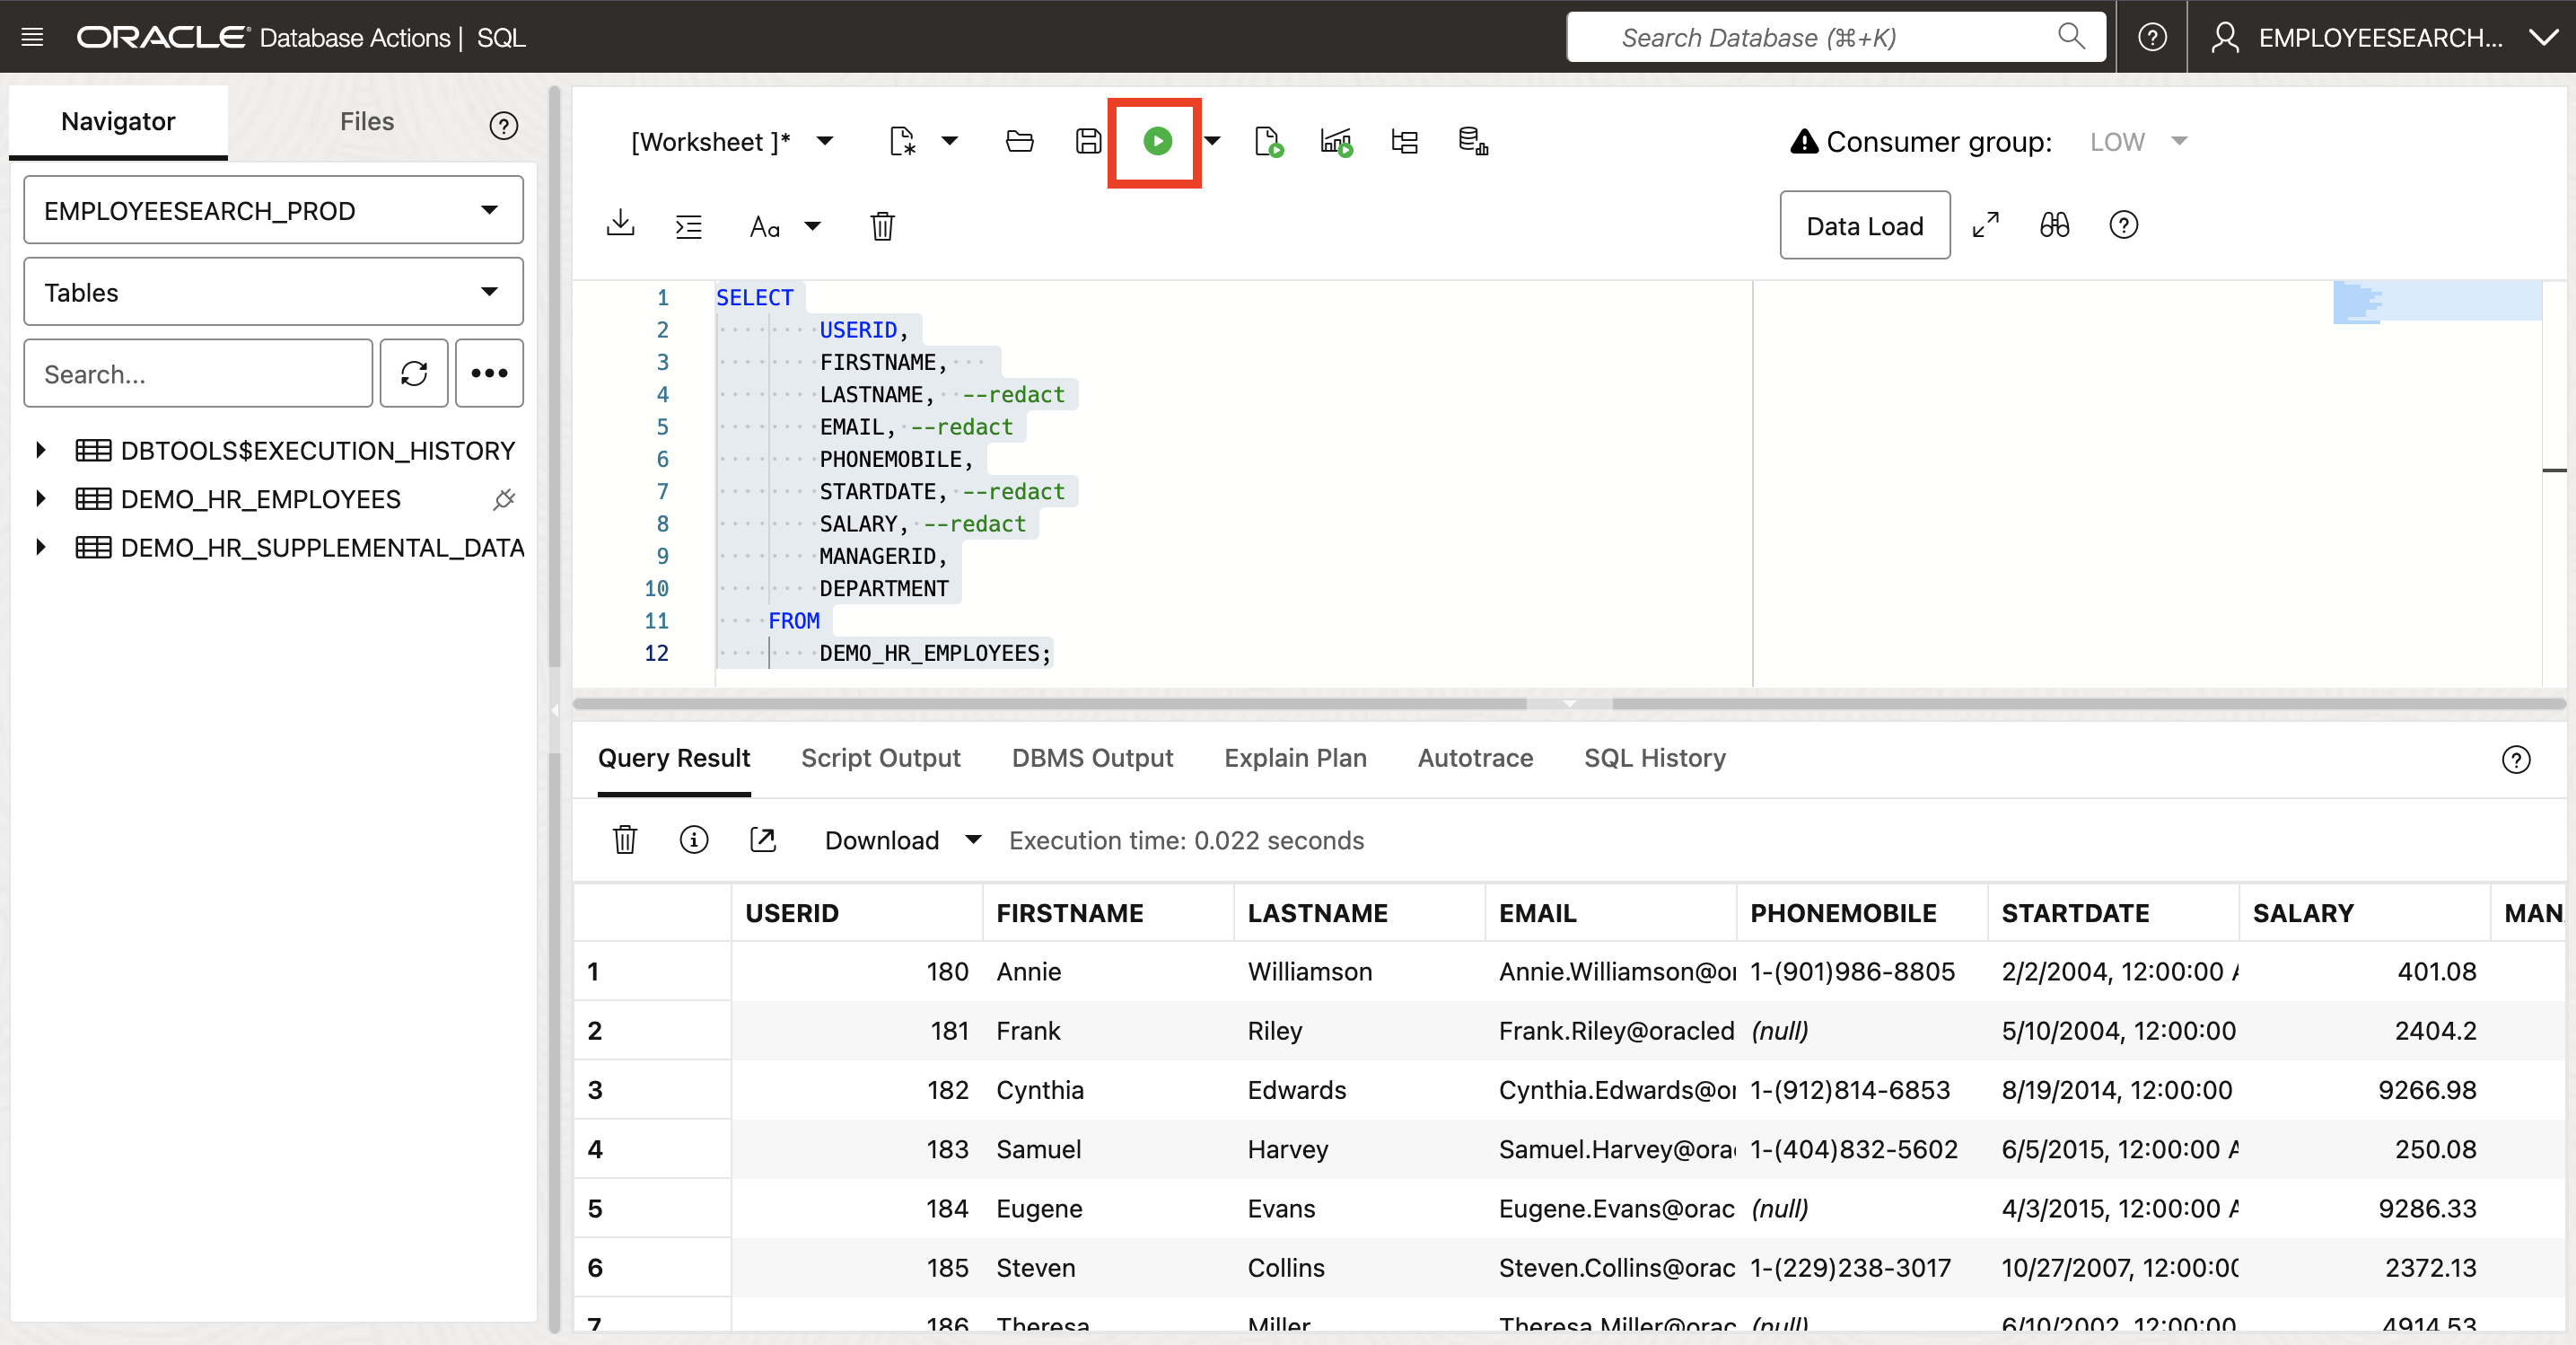 ORACLE Database Actions | SQL
Search Database (⌘+K)
EMPLOYEESEARCH...
Navigator
Files
EMPLOYEESEARCH_PROD
Tables
Search...
DBTOOLS$EXECUTION_HISTORY
DEMO_HR_EMPLOYEES
DEMO_HR_SUPPLEMENTAL_DATA
[Worksheet ]*
Consumer group: LOW
Aa
Data Load
1 SELECT
2 USERID,
3 FIRSTNAME,
4 LASTNAME, --redact
5 EMAIL, --redact
6 PHONEMOBILE,
7 STARTDATE, --redact
8 SALARY, --redact
9 MANAGERID,
10 DEPARTMENT
11 FROM
12 DEMO_HR_EMPLOYEES;
Query Result Script Output DBMS Output Explain Plan Autotrace SQL History
Download Execution time: 0.022 seconds
USERID FIRSTNAME LASTNAME EMAIL PHONEMOBILE STARTDATE SALARY MAN
1 180 Annie Williamson Annie.Williamson@or 1-(901)986-8805 2/2/2004, 12:00:00 A 401.08
2 181 Frank Riley Frank.Riley@oracled (null) 5/10/2004, 12:00:00 2404.2
3 182 Cynthia Edwards Cynthia.Edwards@or 1-(912)814-6853 8/19/2014, 12:00:00 9266.98
4 183 Samuel Harvey Samuel.Harvey@orac 1-(404)832-5602 6/5/2015, 12:00:00 A 250.08
5 184 Eugene Evans Eugene.Evans@orac (null) 4/3/2015, 12:00:00 A 9286.33
6 185 Steven Collins Steven.Collins@orac 1-(229)238-3017 10/27/2007, 12:00:00 2372.13
7 186 Theresa Miller Theresa.Miller@orac (null) 6/10/2002, 12:00:00 4914.53